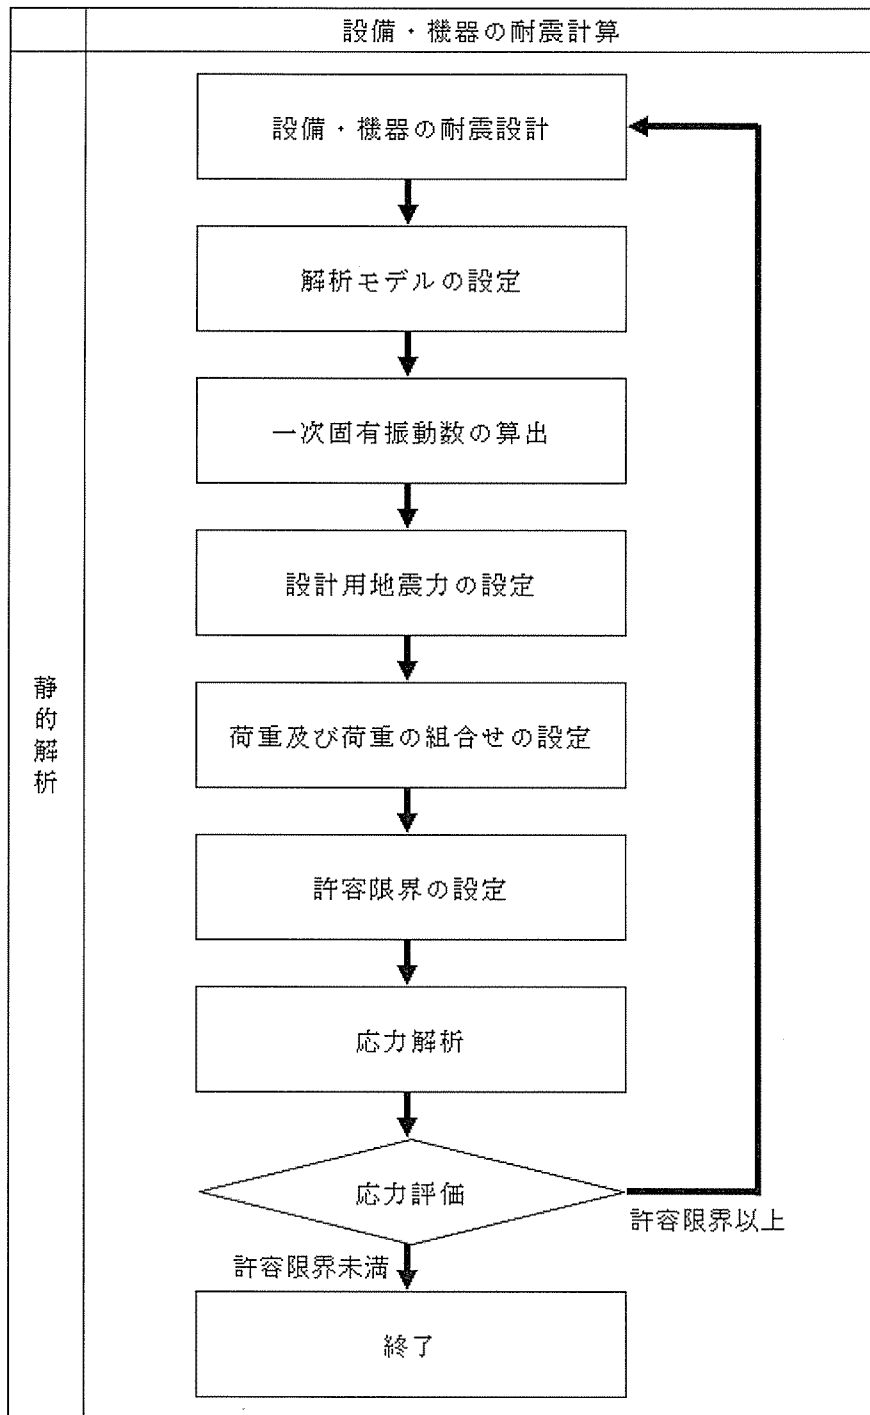 設備・機器の耐震計算
静的解析
設備・機器の耐震設計
解析モデルの設定
一次固有振動数の算出
設計用地震力の設定
荷重及び荷重の組合せの設定
許容限界の設定
応力解析
応力評価
許容限界以上
許容限界未満
終了